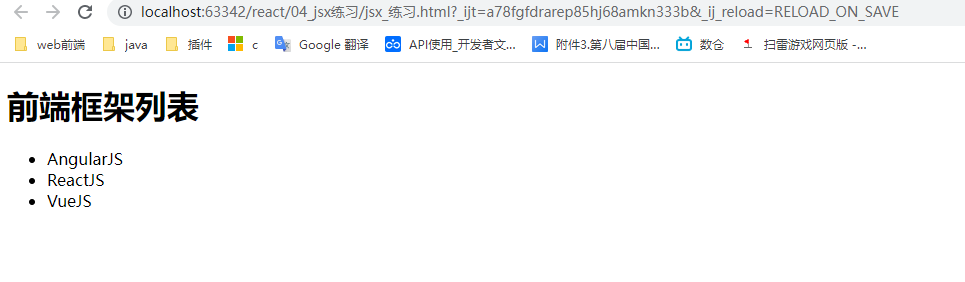 localhost:63342/react/04_jsx练习/jsx_练习.html?_ijt=a78fgfdrarep85hj68amkn333b&_ij_reload=RELOAD_ON_SAVE
web前端 java 插件 c Google 翻译 API使用_开发者文... 附件3.第八届中国... 数仓 扫雷游戏网页版 -...
前端框架列表
AngularJS
ReactJS
VueJS